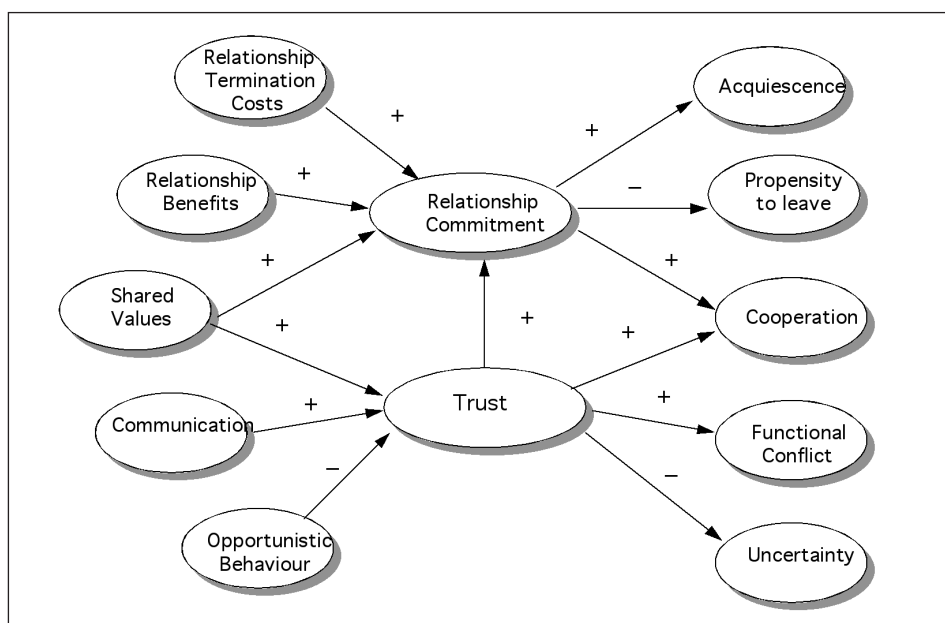 Relationship
Termination
Costs
Acquiescence
+
+
Relationship
Benefits
+
Relationship
Commitment
−
Propensity
to leave
+
+
Shared
Values
+
+
+
Cooperation
Communication
+
Trust
+
Functional
Conflict
−
−
Opportunistic
Behaviour
Uncertainty